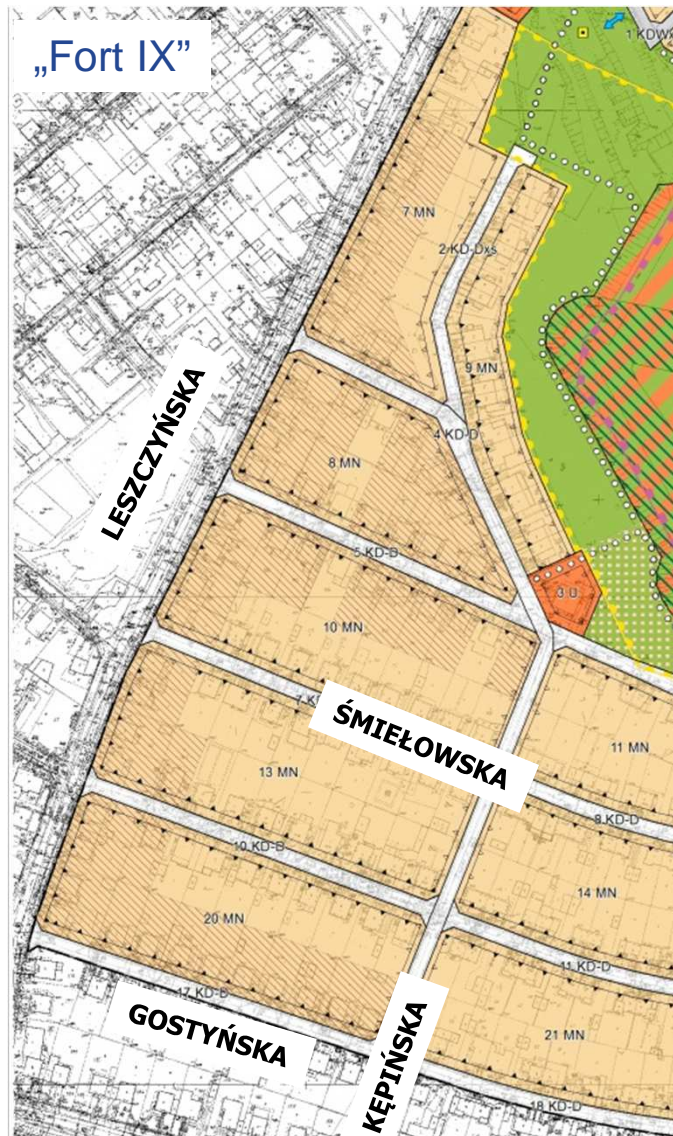 „Fort IX”
1 KDWx
7 MN
2 KD-Dxs
9 MN
LESZCZYŃSKA
4 KD-D
8 MN
5 KD-D
3 U
10 MN
ŚMIEŁOWSKA
11 MN
13 MN
8 KD-D
10 KD-D
14 MN
20 MN
11 KD-D
17 KD-D
GOSTYŃSKA
KĘPIŃSKA
21 MN
18 KD-D